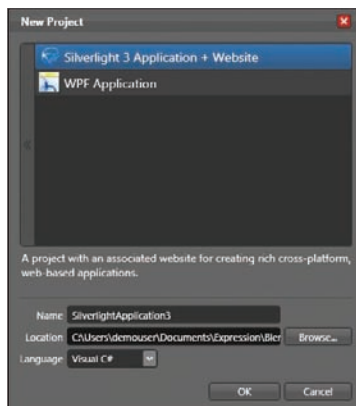 New Project
Silverlight 3 Application + Website
WPF Application
A project with an associated website for creating rich cross-platform,
web-based applications.
Name SilverlightApplication3
Location C:\Users\demouser\Documents\Expression\Blen Browse...
Language Visual C#
OK Cancel